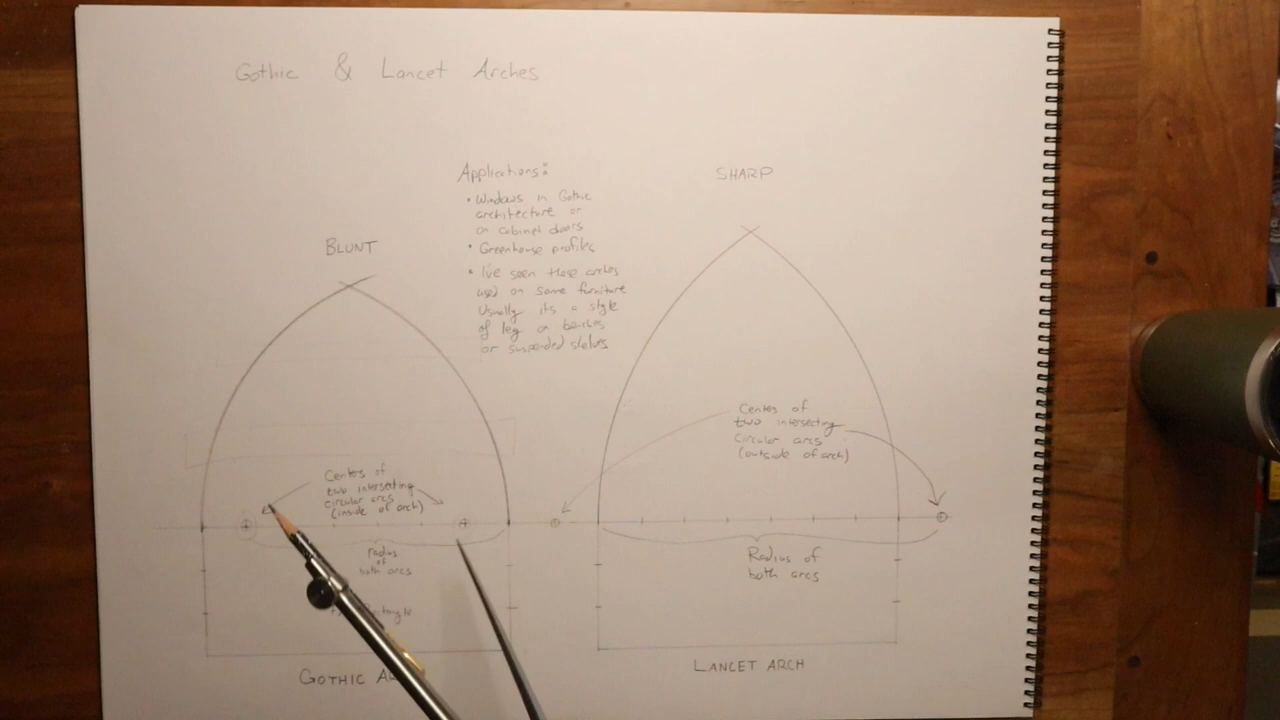 Gothic & Lancet Arches
Applications:
• Windows in Gothic
architecture or
on cabinet doors
• Greenhouse profiles
• I've seen these arches
used on some furniture
Usually its a style
of leg on benches
or suspended shelves
BLUNT
SHARP
Centers of
two intersecting
circular arcs
(inside of arch)
radius
of
both arcs
GOTHIC
Centes of
two intersecting
circular arcs
(outside of arch)
Radius of
both arcs
LANCET ARCH